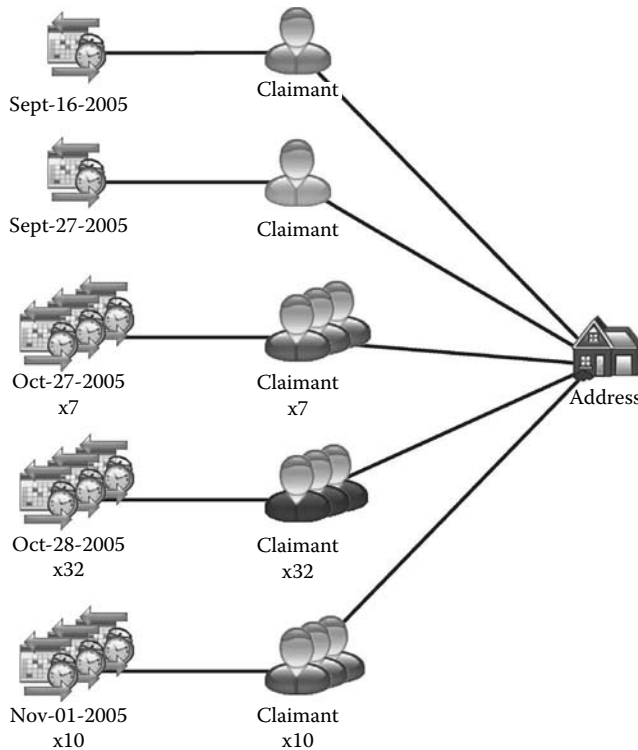 Sept-16-2005
Claimant
Sept-27-2005
Claimant
Oct-27-2005
x7
Claimant
x7
Address
Oct-28-2005
x32
Claimant
x32
Nov-01-2005
x10
Claimant
x10